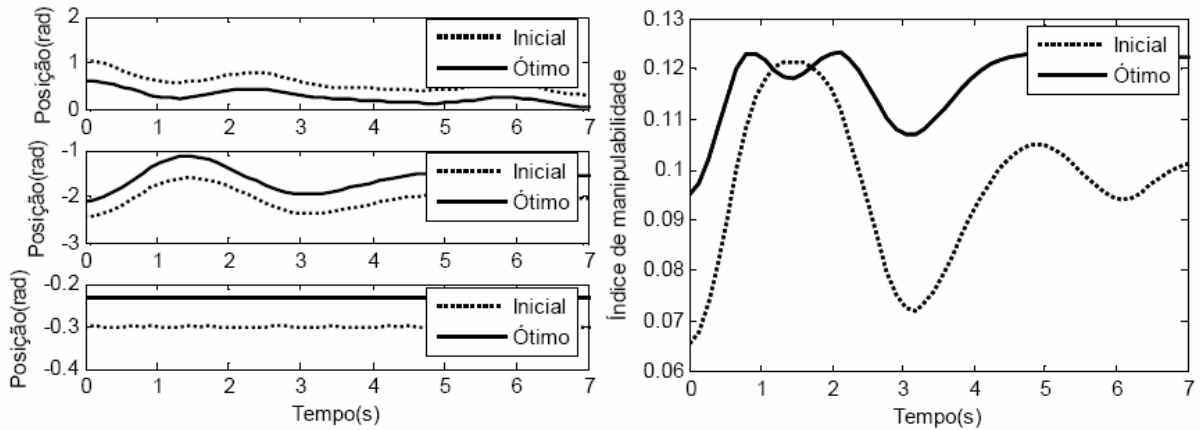 Posição(rad)
2
1
0
Inicial
Ótimo
0 1 2 3 4 5 6 7
Posição(rad)
-1
-2
-3
Inicial
Ótimo
0 1 2 3 4 5 6 7
Posição(rad)
-0.2
-0.3
-0.4
Inicial
Ótimo
0 1 2 3 4 5 6 7
Tempo(s)
Índice de manipulabilidade
0.13
0.12
0.11
0.1
0.09
0.08
0.07
0.06
Inicial
Ótimo
0 1 2 3 4 5 6 7
Tempo(s)